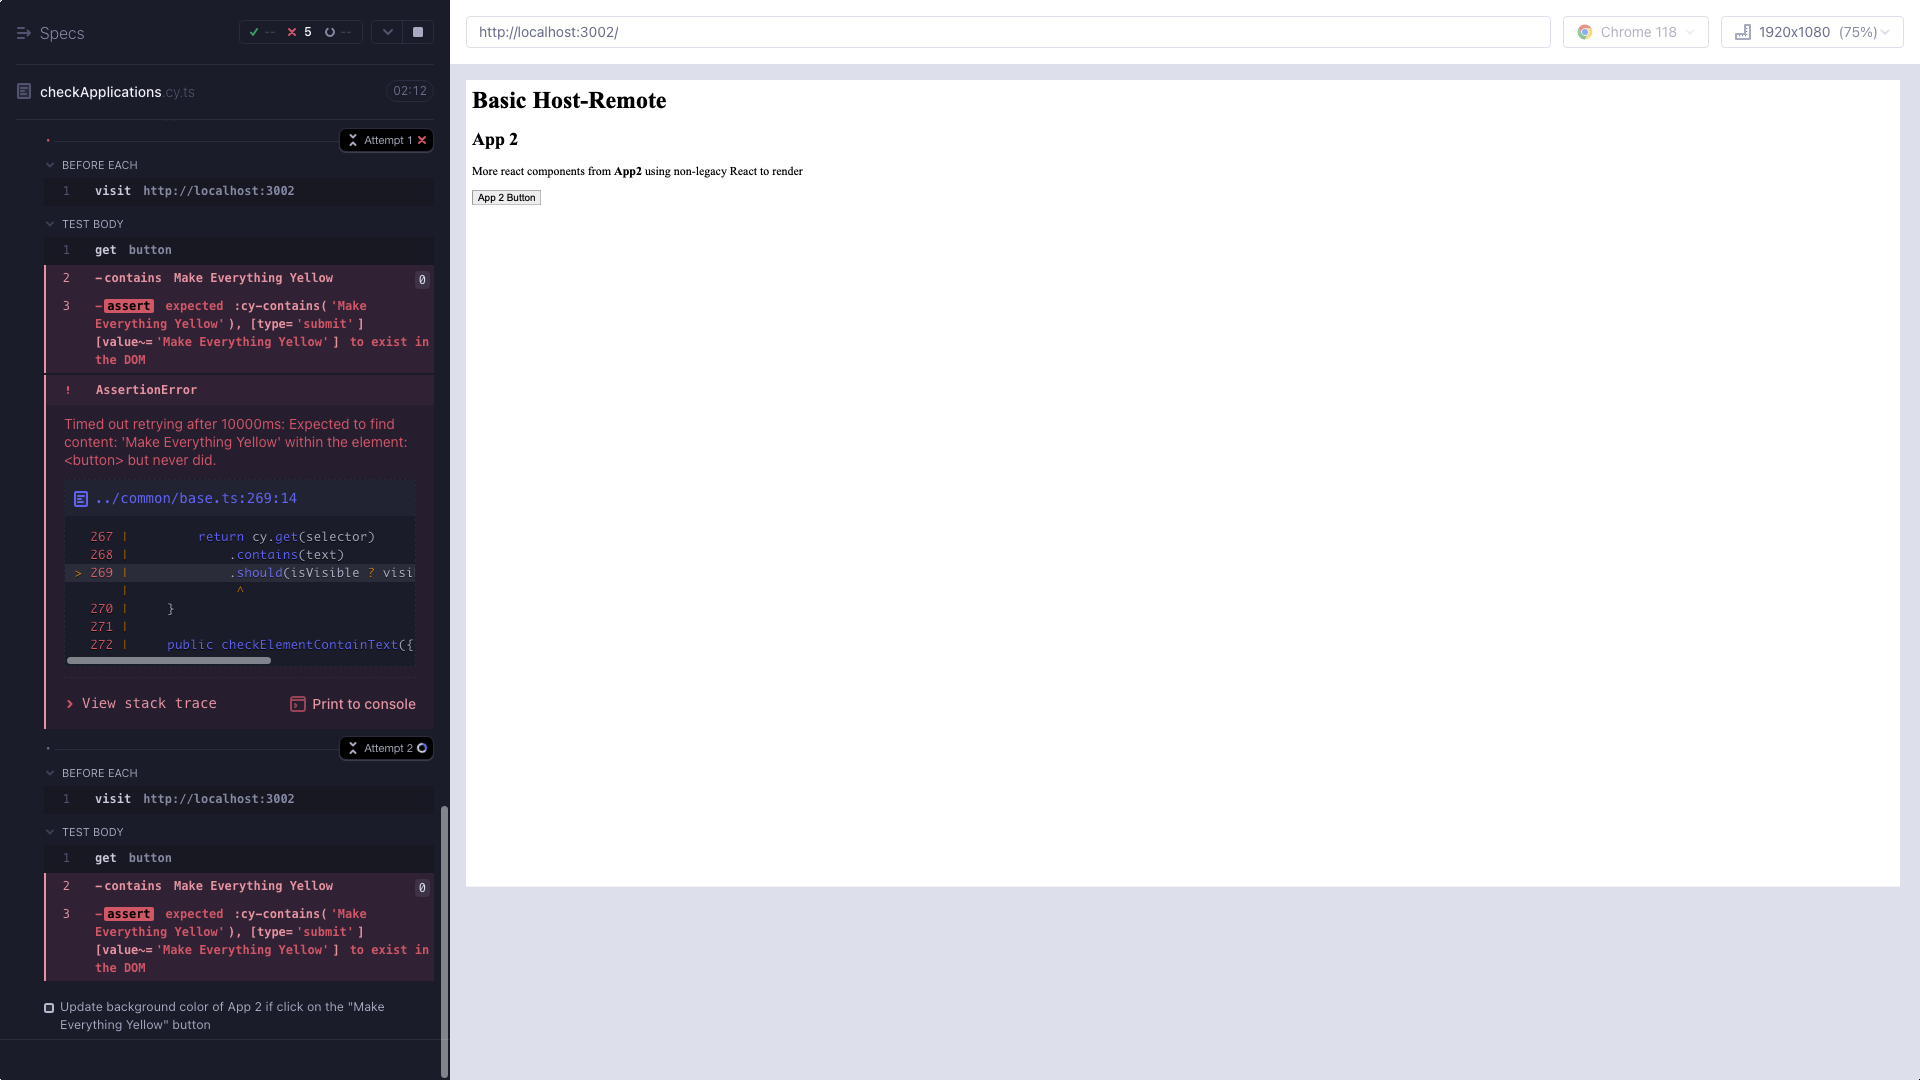 Specs
-- 5 --
checkApplications.cy.ts 02:12
Attempt 1
BEFORE EACH
1 visit http://localhost:3002
TEST BODY
1 get button
2 -contains Make Everything Yellow 0
3 -assert expected :cy-contains('Make
Everything Yellow'), [type='submit']
[value~='Make Everything Yellow'] to exist in
the DOM
! AssertionError
Timed out retrying after 10000ms: Expected to find
content: 'Make Everything Yellow' within the element:
<button> but never did.
../common/base.ts:269:14
267 | return cy.get(selector)
268 | .contains(text)
> 269 | .should(isVisible ? visi
| ^
270 | }
271 |
272 | public checkElementContainText({
View stack trace Print to console
Attempt 2
BEFORE EACH
1 visit http://localhost:3002
TEST BODY
1 get button
2 -contains Make Everything Yellow 0
3 -assert expected :cy-contains('Make
Everything Yellow'), [type='submit']
[value~='Make Everything Yellow'] to exist in
the DOM
Update background color of App 2 if click on the "Make
Everything Yellow" button
http://localhost:3002/ Chrome 118 1920x1080 (75%)
Basic Host-Remote
App 2
More react components from App2 using non-legacy React to render
App 2 Button